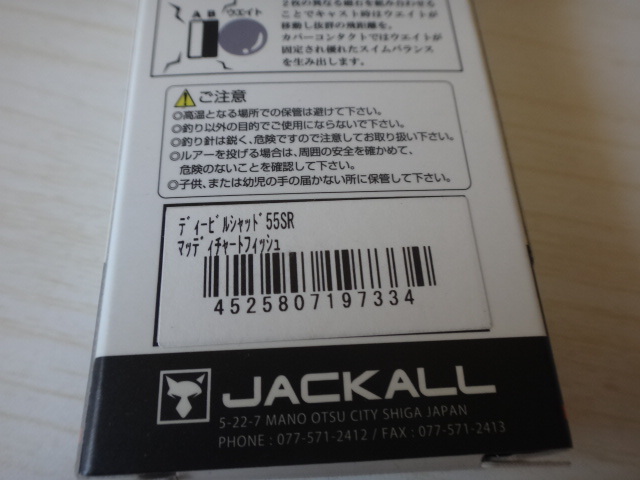 A B ウエイト
2枚の異なる磁石を組み合わせる
ことでキャスト時はウエイトが
移動し抜群の飛距離を、
カバーコンタクトではウエイトが
固定され優れたスイムバランス
を生み出します。
ご注意
◎高温となる場所での保管は避けて下さい。
◎釣り以外の目的でご使用にならないで下さい。
◎釣り針は鋭く、危険ですので注意してお取り扱い下さい。
◎ルアーを投げる場合は、周囲の安全を確かめて、
危険のないことを確認して下さい。
◎子供、または幼児の手の届かない所に保管して下さい。
ディービルシャッド55SR
マッディチャートフィッシュ
4525807197334
JACKALL
5-22-7 MANO OTSU CITY SHIGA JAPAN
PHONE : 077-571-2412 / FAX : 077-571-2413